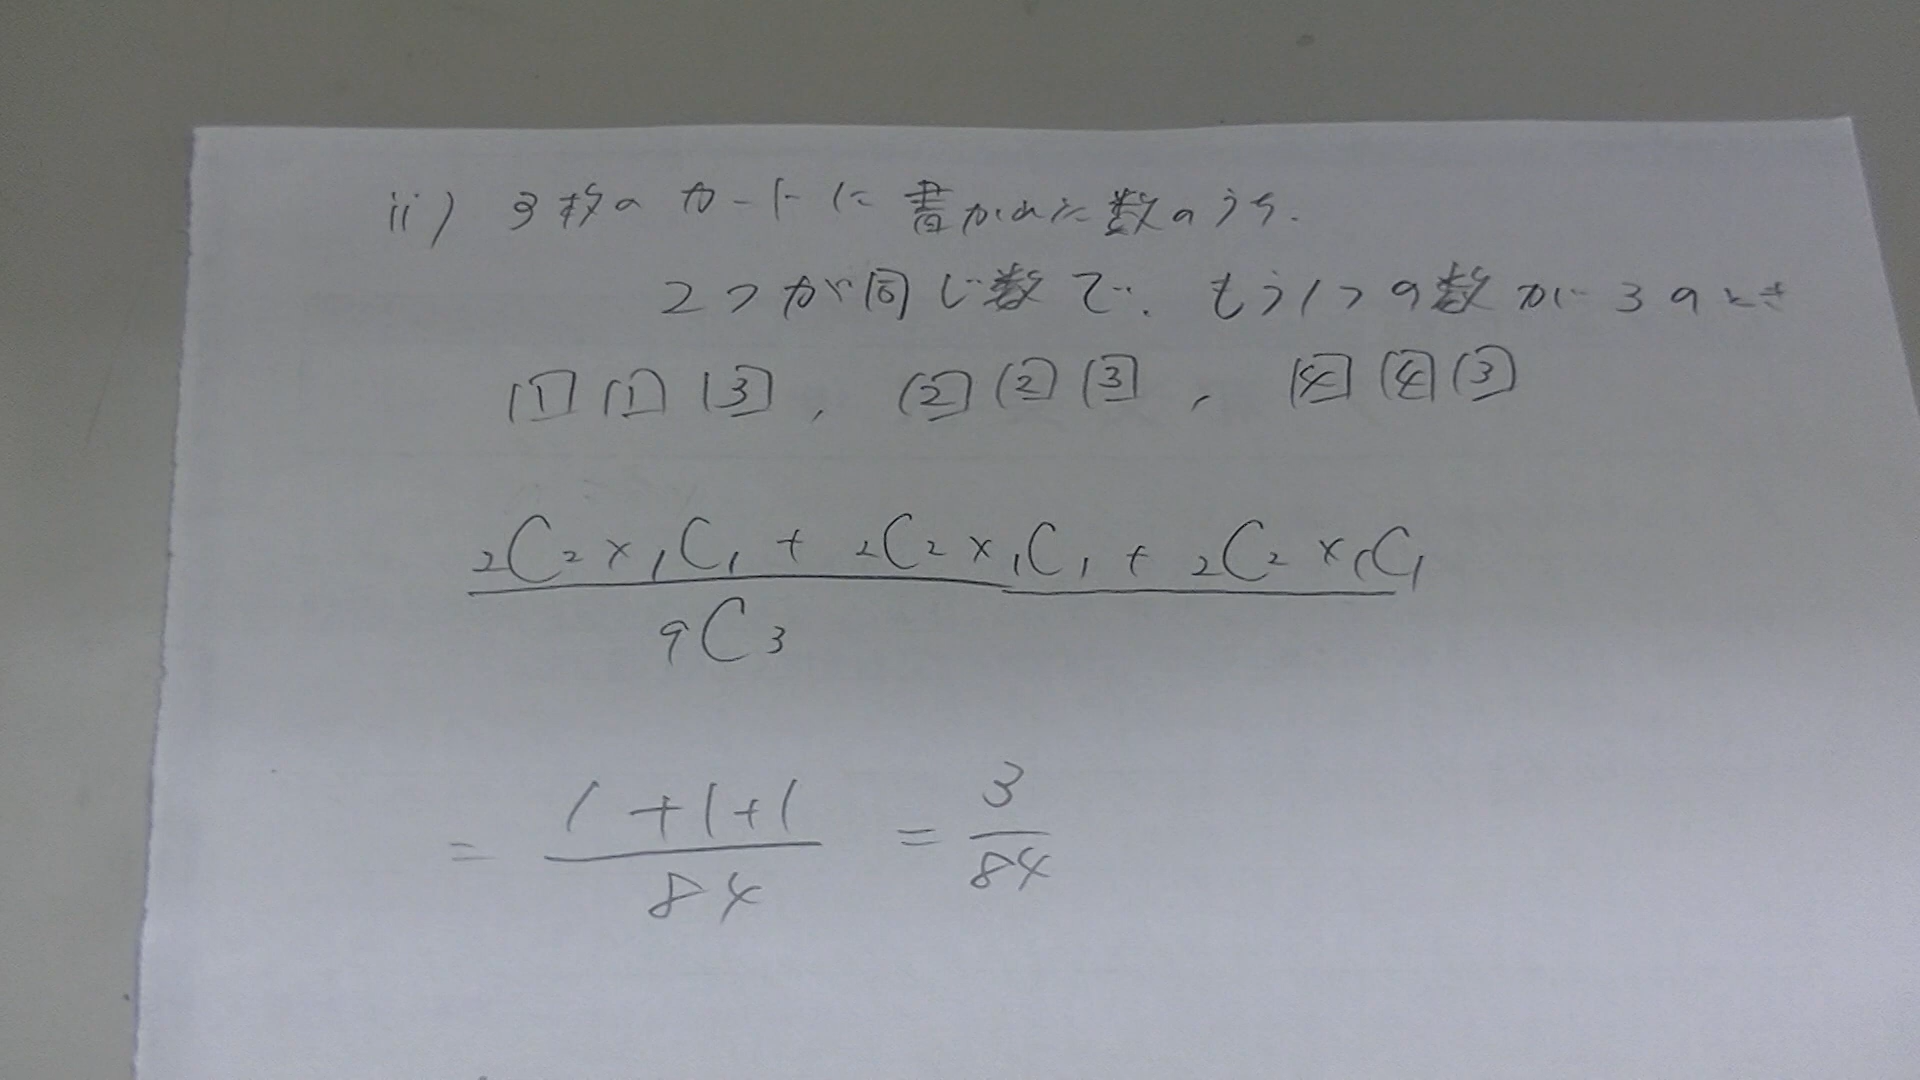 ii) 3枚のカードに書かれた数のうち.
2つが同じ数で、もう1つの数が3のとき
1 1 3 , 2 2 3 , 4 4 3
₂C₂×₁C₁ + ₂C₂×₁C₁ + ₂C₂×₁C₁
₉C₃
= 1+1+1 / 84 = 3 / 84